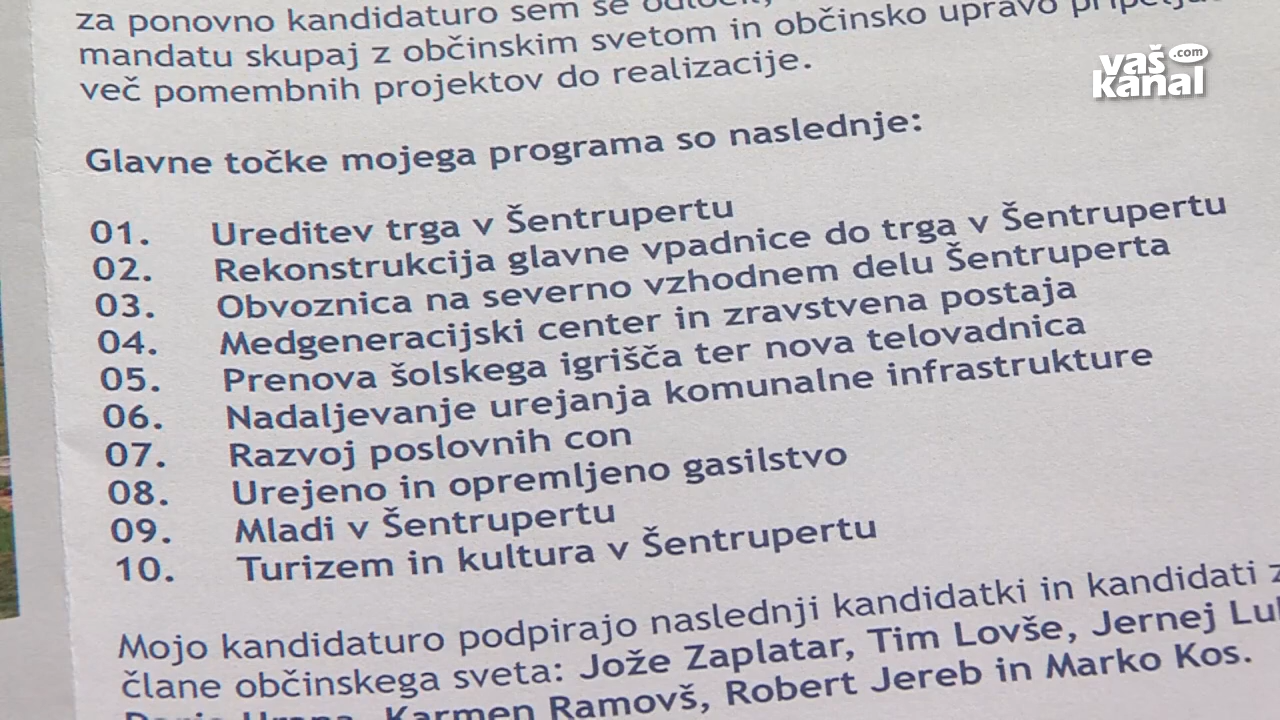 za ponovno kandidaturo sem se
mandatu skupaj z občinskim svetom in občinsko upravo
več pomembnih projektov do realizacije.
Glavne točke mojega programa so naslednje:
01. Ureditev trga v Šentrupertu
02. Rekonstrukcija glavne vpadnice do trga v Šentrupertu
03. Obvoznica na severno vzhodnem delu Šentruperta
04. Medgeneracijski center in zravstvena postaja
05. Prenova šolskega igrišča ter nova telovadnica
06. Nadaljevanje urejanja komunalne infrastrukture
07. Razvoj poslovnih con
08. Urejeno in opremljeno gasilstvo
09. Mladi v Šentrupertu
10. Turizem in kultura v Šentrupertu
Mojo kandidaturo podpirajo naslednji kandidatki in kandidati
člane občinskega sveta: Jože Zaplatar, Tim Lovše, Jernej
Karmen Ramovš, Robert Jereb in Marko Kos.
vaš .com
kanal